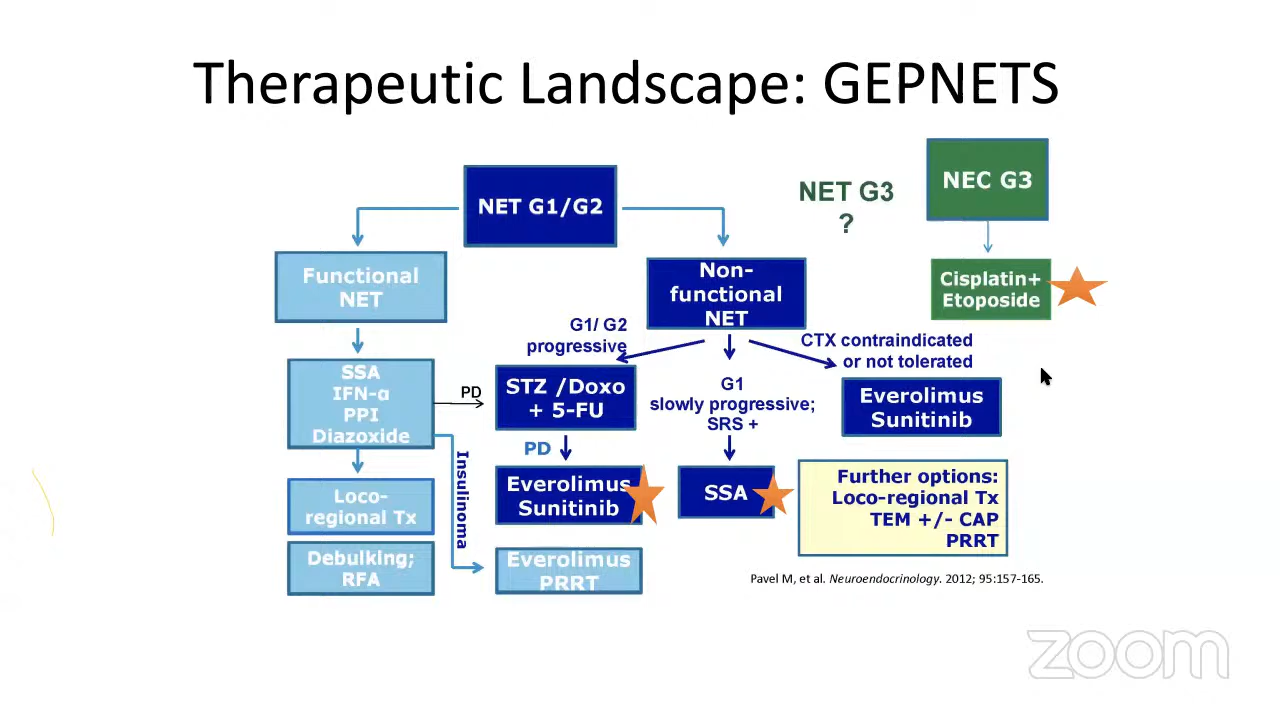 Therapeutic Landscape: GEPNETS
NET G1/G2
NET G3
?
NEC G3
Functional
NET
Non-
functional
NET
Cisplatin+
Etoposide
G1/ G2
progressive
CTX contraindicated
or not tolerated
SSA
IFN-α
PPI
Diazoxide
PD
STZ /Doxo
+ 5-FU
G1
slowly progressive;
SRS +
Everolimus
Sunitinib
PD
Insulinoma
Loco-
regional Tx
Everolimus
Sunitinib
SSA
Further options:
Loco-regional Tx
TEM +/- CAP
PRRT
Debulking;
RFA
Everolimus
PRRT
Pavel M, et al. Neuroendocrinology. 2012; 95:157-165.
zoom